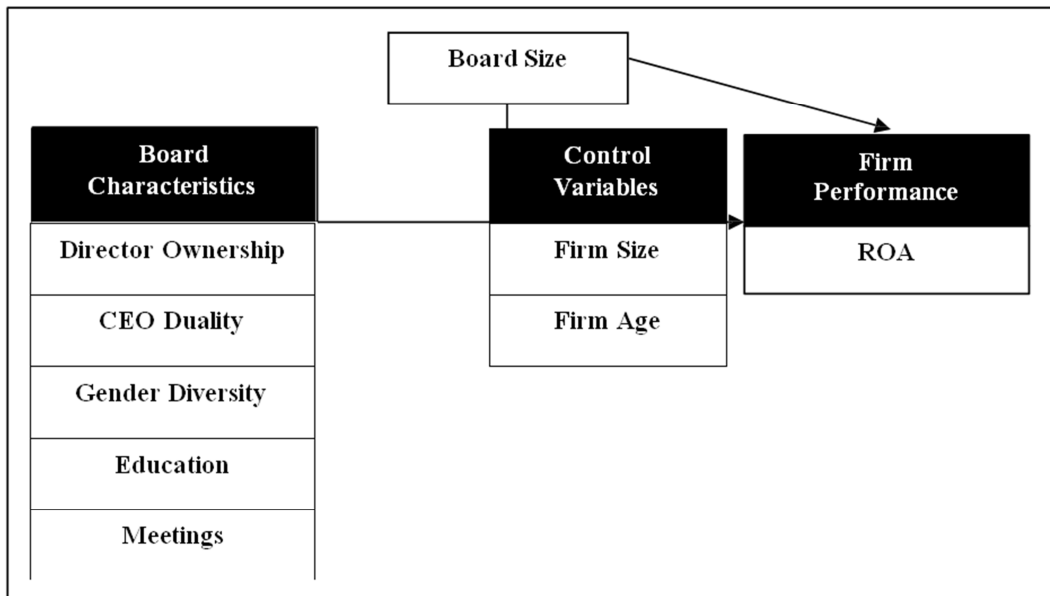 Board Size
Board
Characteristics
Director Ownership
CEO Duality
Gender Diversity
Education
Meetings
Control
Variables
Firm Size
Firm Age
Firm
Performance
ROA